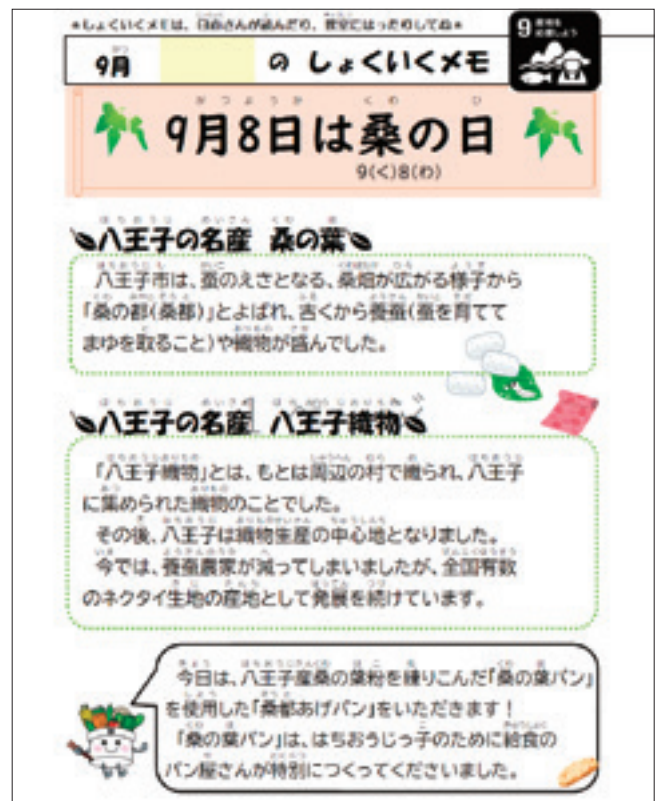 *しょくいくメモは、日直さんが読んだり、教室にはったりしてね*
9月 の しょくいくメモ
9
9月8日は桑の日
9(く)8(わ)
八王子の名産 桑の葉
八王子市は、蚕のえさとなる、桑畑が広がる様子から
「桑の都(桑都)」とよばれ、古くから養蚕(蚕を育てて
まゆを取ること)や織物が盛んでした。
八王子の名産 八王子織物
「八王子織物」とは、もとは周辺の村で織られ、八王子
に集められた織物のことでした。
その後、八王子は織物生産の中心地となりました。
今では、養蚕農家が減ってしまいましたが、全国有数
のネクタイ生地の産地として発展を続けています。
今日は、八王子産桑の葉粉を練りこんだ「桑の葉パン」
を使用した「桑都あげパン」をいただきます！
「桑の葉パン」は、はちおうじっ子のために給食の
パン屋さんが特別につくってくださいました。